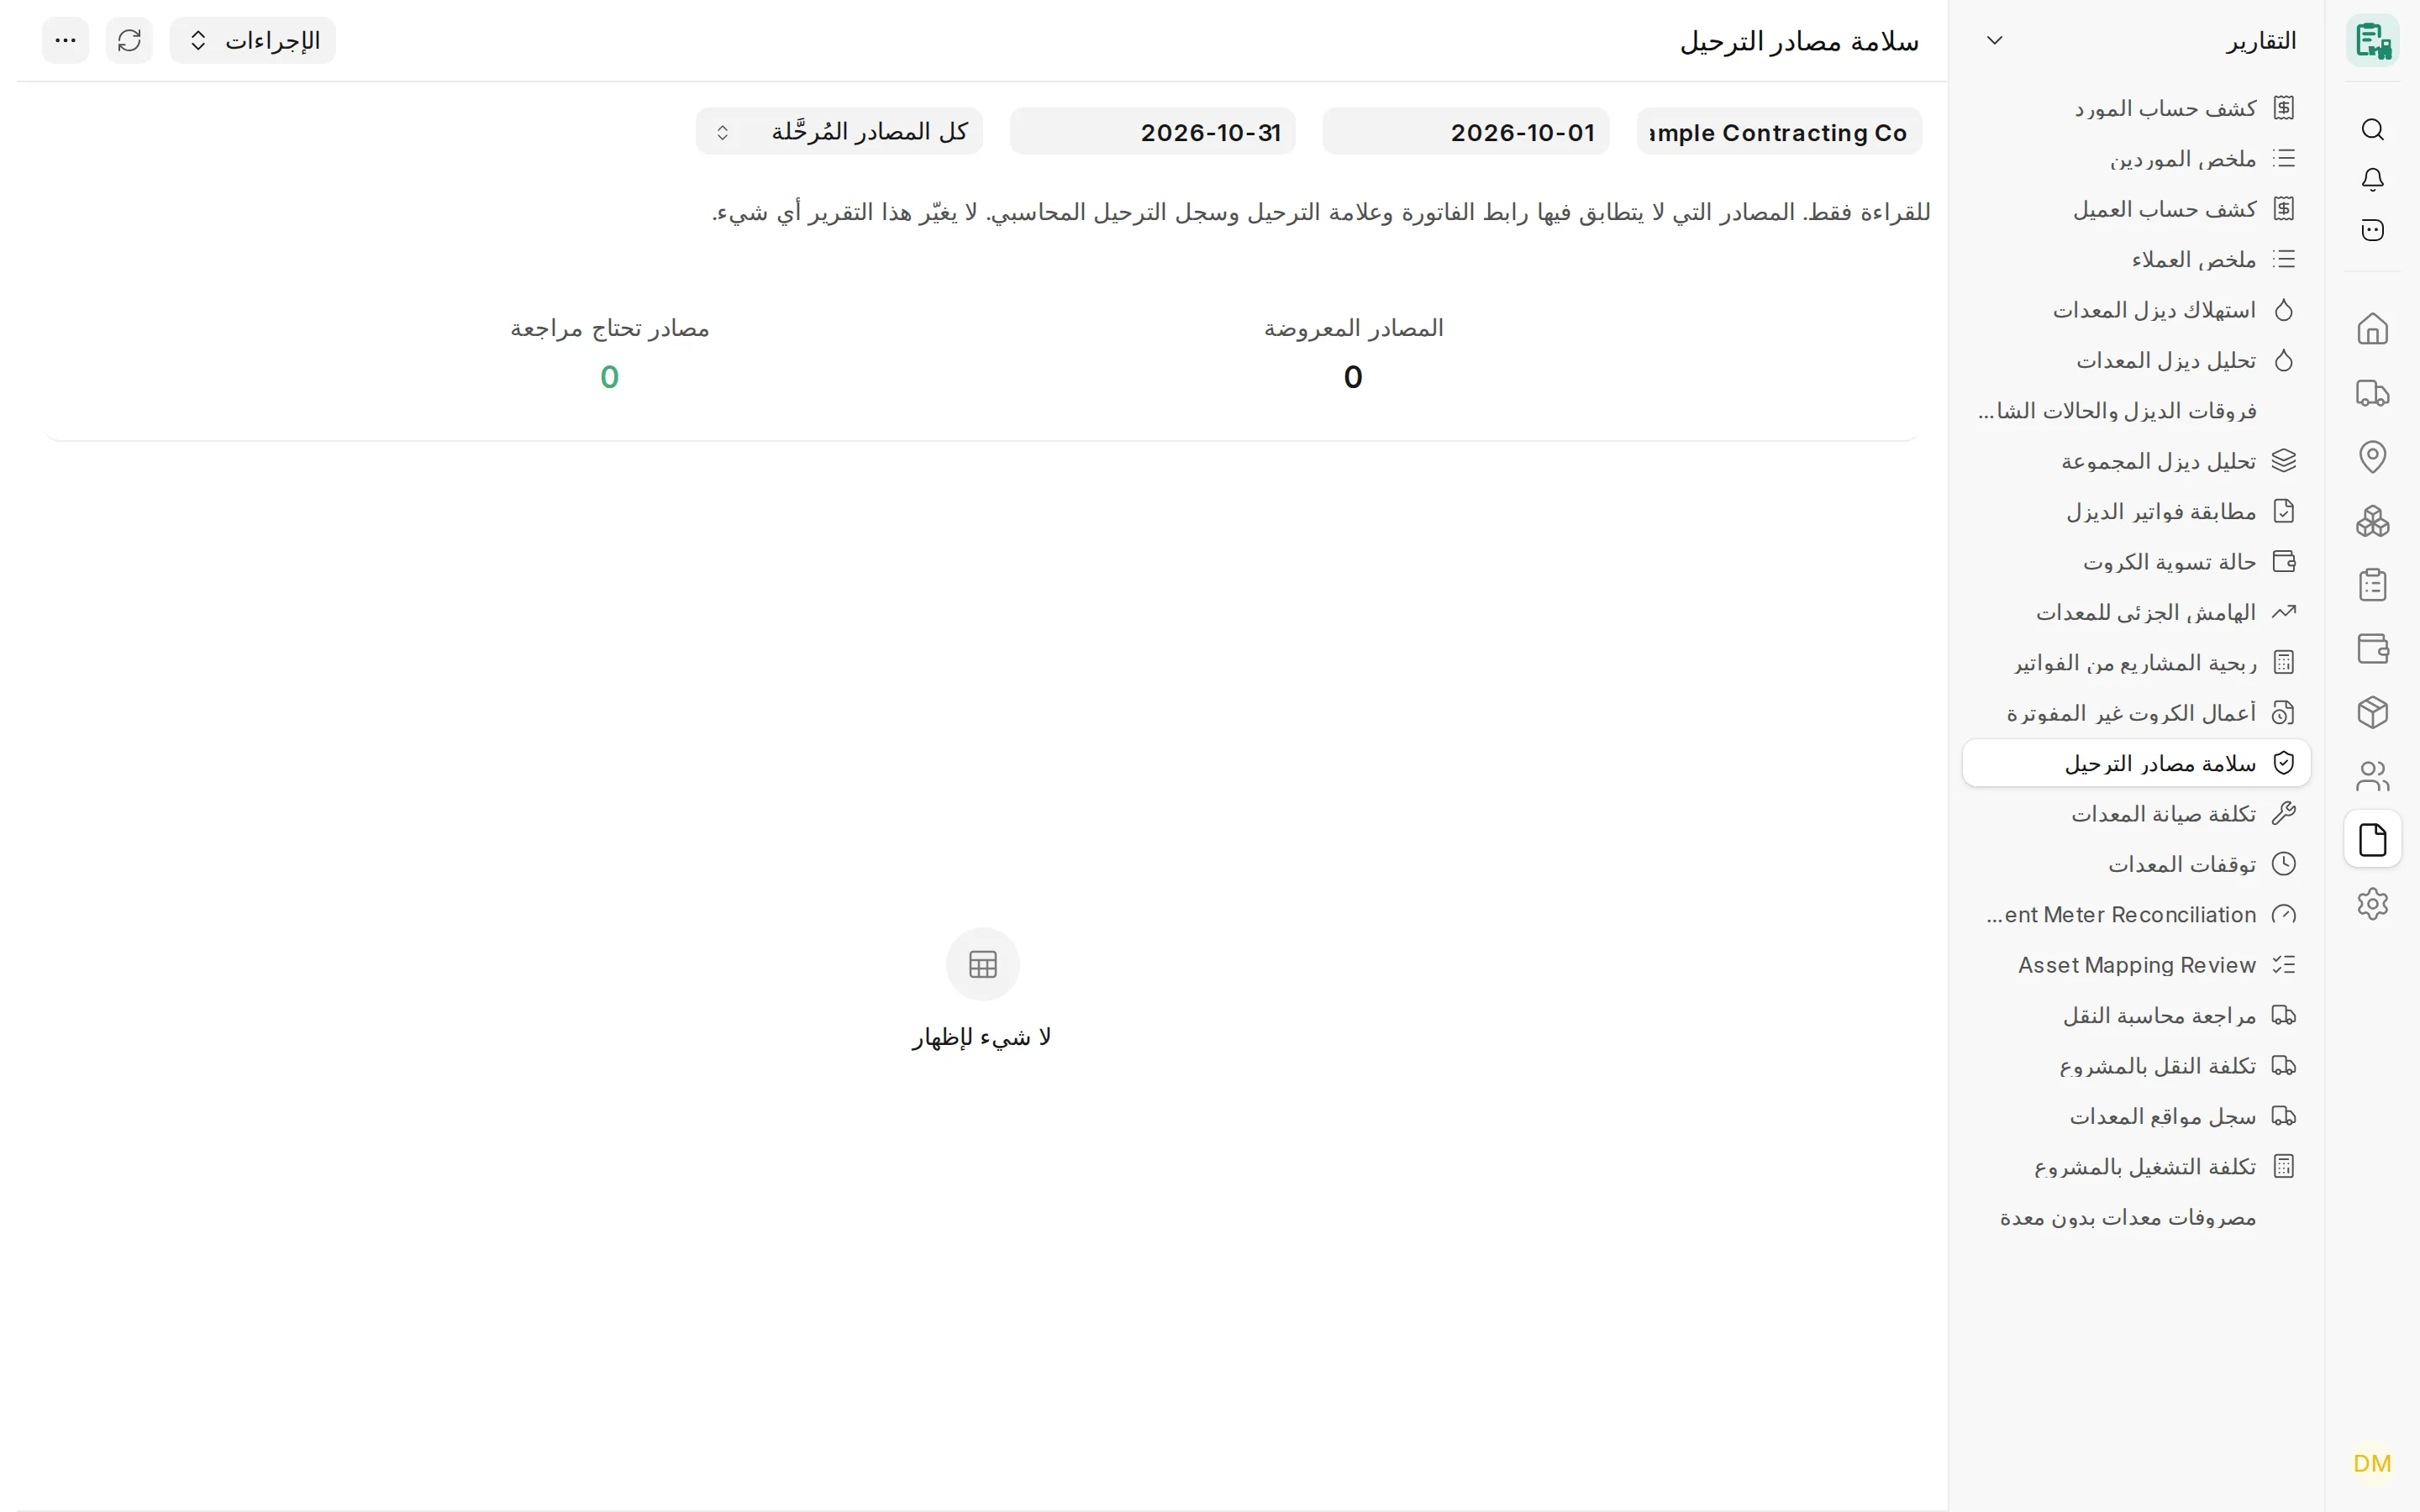 التقارير
كشف حساب المورد
ملخص الموردين
كشف حساب العميل
ملخص العملاء
استهلاك ديزل المعدات
تحليل ديزل المعدات
فروقات الديزل والحالات الشا...
تحليل ديزل المجموعة
مطابقة فواتير الديزل
حالة تسوية الكروت
الهامش الجزئي للمعدات
ربحية المشاريع من الفواتير
أعمال الكروت غير المفوترة
سلامة مصادر الترحيل
تكلفة صيانة المعدات
توقفات المعدات
...ent Meter Reconciliation
Asset Mapping Review
مراجعة محاسبة النقل
تكلفة النقل بالمشروع
سجل مواقع المعدات
تكلفة التشغيل بالمشروع
مصروفات معدات بدون معدة
DM
سلامة مصادر الترحيل
الإجراءات
ample Contracting Co
2026-10-01
2026-10-31
كل المصادر المُرحَّلة
للقراءة فقط. المصادر التي لا يتطابق فيها رابط الفاتورة وعلامة الترحيل وسجل الترحيل المحاسبي. لا يغيّر هذا التقرير أي شيء.
المصادر المعروضة
0
مصادر تحتاج مراجعة
0
لا شيء لإظهار